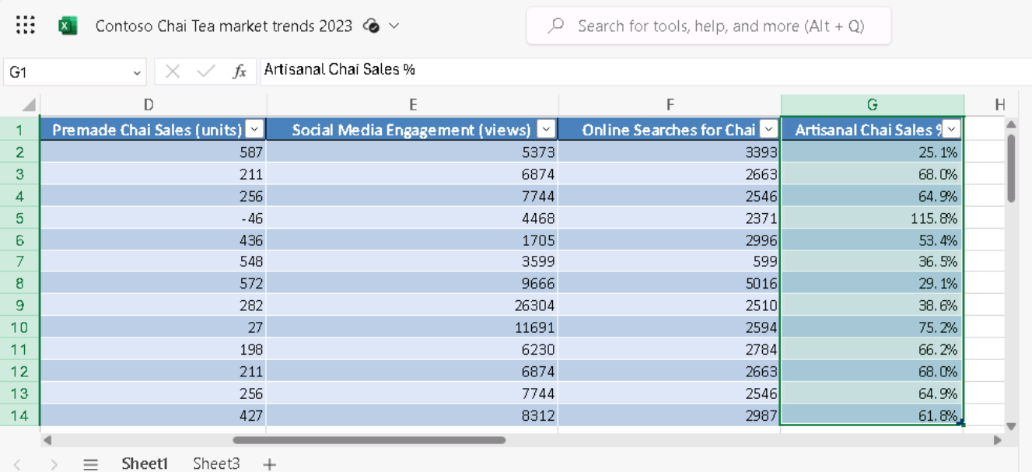 Contoso Chai Tea market trends 2023
Search for tools, help, and more (Alt + Q)
G1
fx
Artisanal Chai Sales %
D E F G H
1 Premade Chai Sales (units) Social Media Engagement (views) Online Searches for Chai Artisanal Chai Sales %
2 587 5373 3393 25.1%
3 211 6874 2663 68.0%
4 256 7744 2546 64.9%
5 -46 4468 2371 115.8%
6 436 1705 2996 53.4%
7 548 3599 599 36.5%
8 572 9666 5016 29.1%
9 282 26304 2510 38.6%
10 27 11691 2594 75.2%
11 198 6230 2784 66.2%
12 211 6874 2663 68.0%
13 256 7744 2546 64.9%
14 427 8312 2987 61.8%
Sheet1 Sheet3